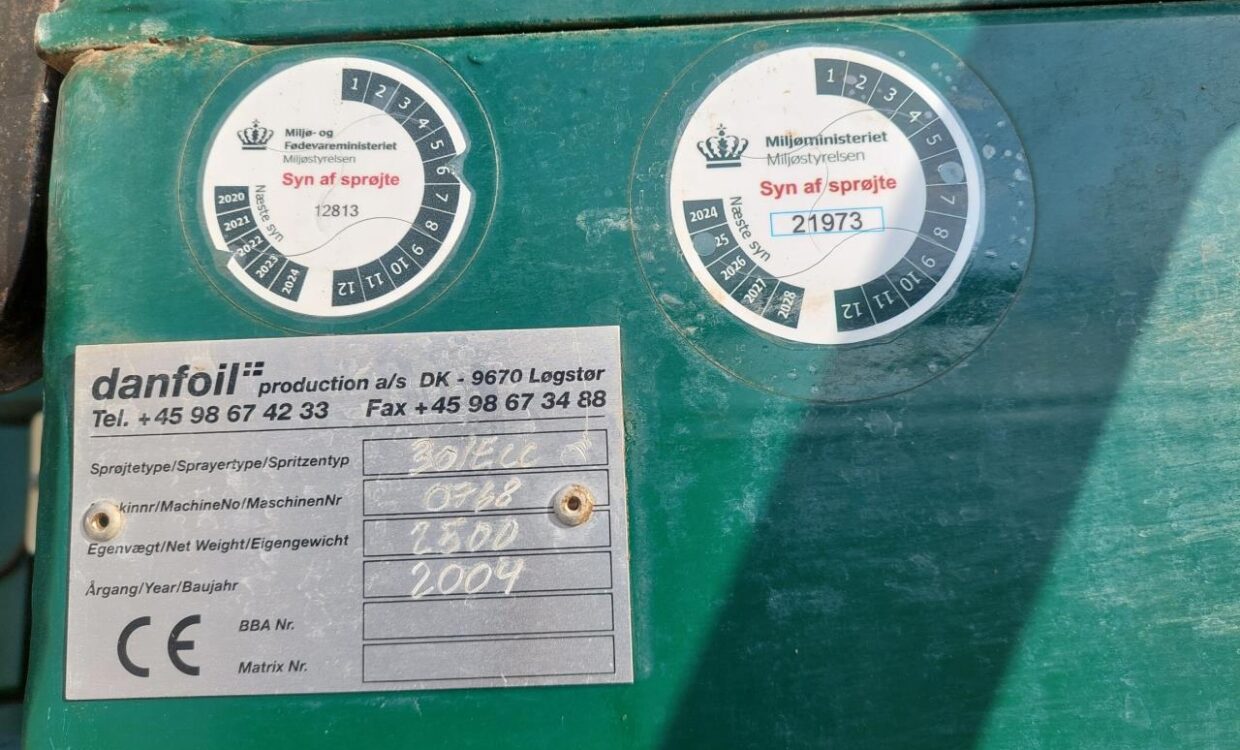 1 2 3 4 5 6 7 8 9 10 11 12
Miljø- og
Fødevareministeriet
Miljøstyrelsen
Syn af sprøjte
12813
Næste syn
2020 2021 2022 2023 2024
1 2 3 4 5 7 8 9 10 11 12
Miljøministeriet
Miljøstyrelsen
Syn af sprøjte
21973
Næste syn
2024 25 2026 2027 2028
danfoil production a/s DK - 9670 Løgstør
Tel. +45 98 67 42 33 Fax +45 98 67 34 88
Sprøjtetype/Sprayertype/Spritzentyp
kinnr/MachineNo/MaschinenNr
Egenvægt/Net Weight/Eigengewicht 2500
Årgang/Year/Baujahr 2004
CE BBA Nr.
Matrix Nr.